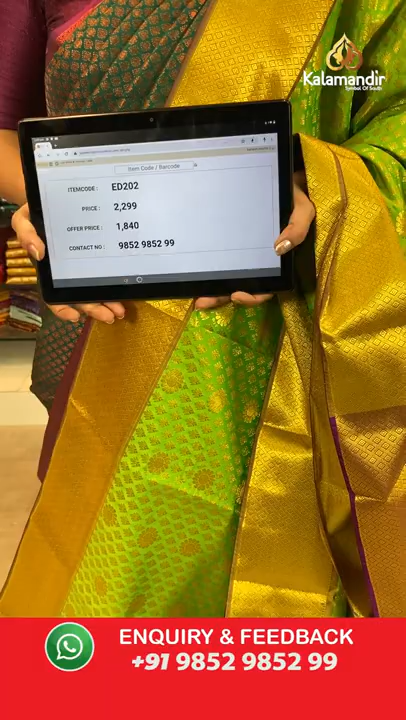 Kalamandir
Symbol Of South
Item Code / Barcode
ITEMCODE : ED202
PRICE : 2,299
OFFER PRICE : 1,840
CONTACT NO : 9852 9852 99
ENQUIRY & FEEDBACK
+91 9852 9852 99